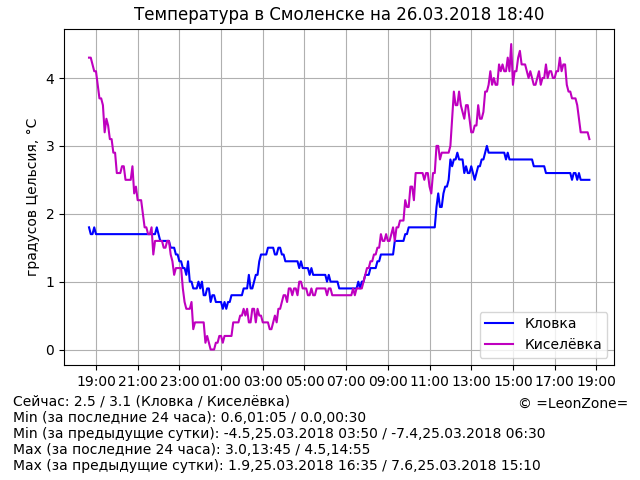 Температура в Смоленске на 26.03.2018 18:40
градусов Цельсия, °C
4
3
2
1
0
Кловка
Киселёвка
19:00 21:00 23:00 01:00 03:00 05:00 07:00 09:00 11:00 13:00 15:00 17:00 19:00
Сейчас: 2.5 / 3.1 (Кловка / Киселёвка)
© =LeonZone=
Min (за последние 24 часа): 0.6,01:05 / 0.0,00:30
Min (за предыдущие сутки): -4.5,25.03.2018 03:50 / -7.4,25.03.2018 06:30
Max (за последние 24 часа): 3.0,13:45 / 4.5,14:55
Max (за предыдущие сутки): 1.9,25.03.2018 16:35 / 7.6,25.03.2018 15:10